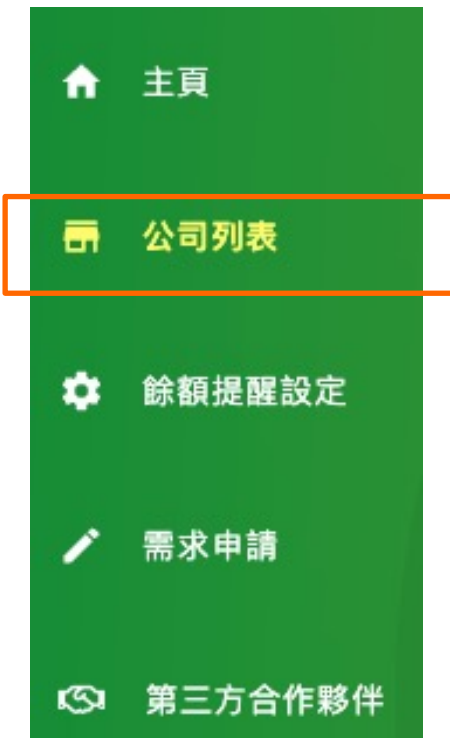 主頁
公司列表
餘額提醒設定
需求申請
第三方合作夥伴